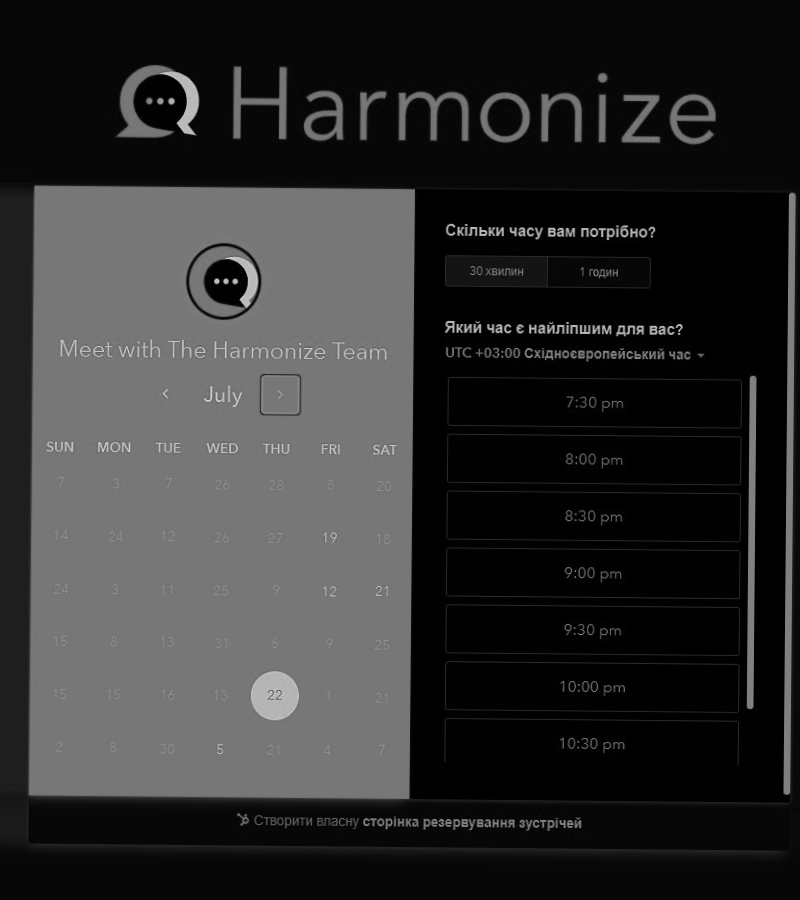 Harmonize
Meet with The Harmonize Team
July
SUN MON TUE WED THU FRI SAT
7 3 7 26 28 8 20
14 24 12 26 27 19 18
24 3 11 25 9 12 21
15 8 13 31 6 9 25
15 15 16 13 22 1 21
2 8 30 5 21 4 7
Скільки часу вам потрібно?
30 хвилин 1 годин
Який час є найліпшим для вас?
UTC +03:00 Східноєвропейський час
7:30 pm
8:00 pm
8:30 pm
9:00 pm
9:30 pm
10:00 pm
10:30 pm
Створити власну сторінка резервування зустрічей